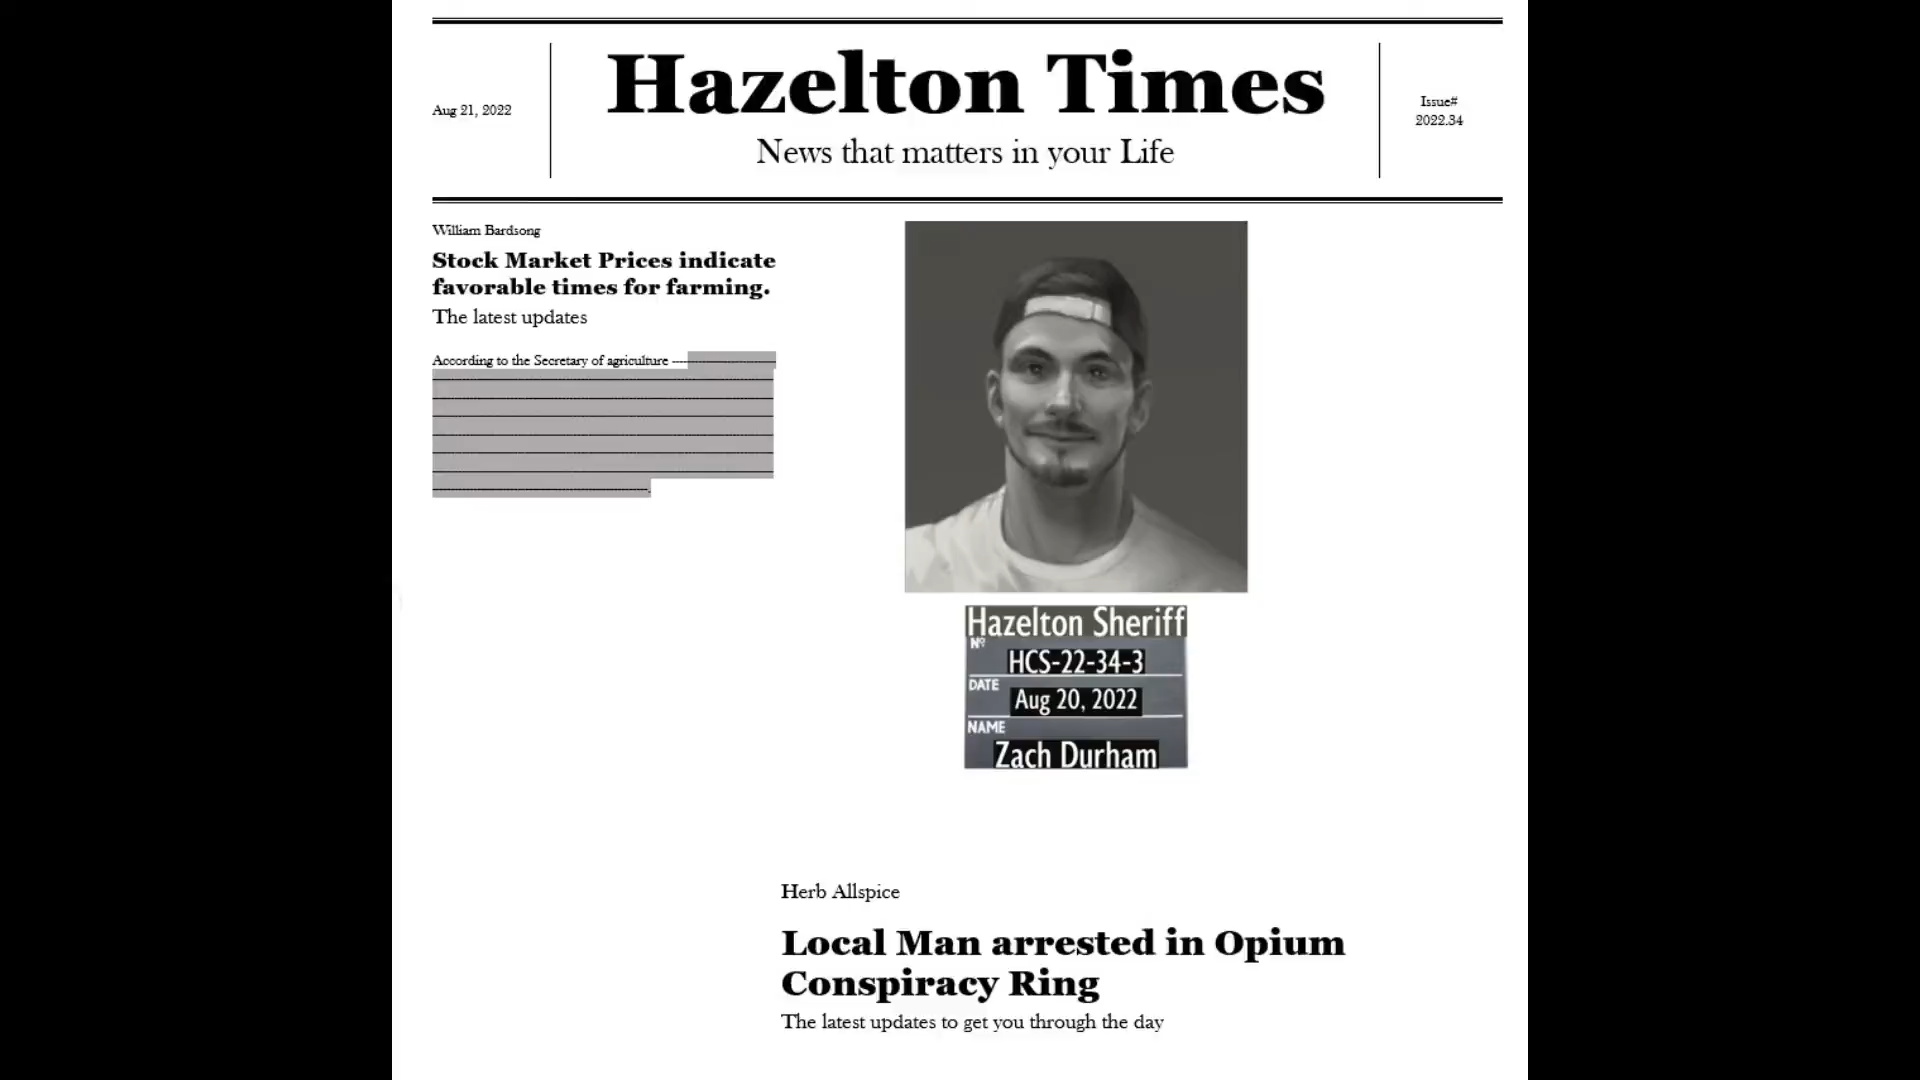 Aug 21, 2022
Hazelton Times
News that matters in your Life
Issue#
2022.34
William Bardsong
Stock Market Prices indicate
favorable times for farming.
The latest updates
According to the Secretary of agriculture
Hazelton Sheriff
Nº
HCS-22-34-3
DATE
Aug 20, 2022
NAME
Zach Durham
Herb Allspice
Local Man arrested in Opium
Conspiracy Ring
The latest updates to get you through the day